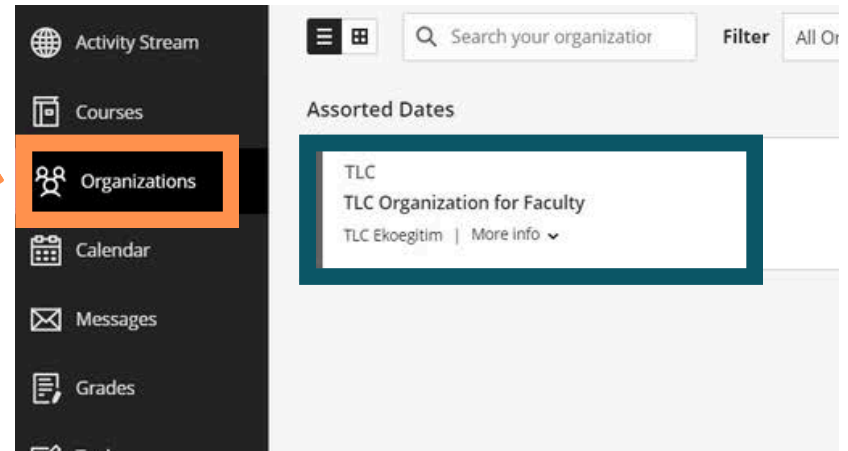 Activity Stream
Courses
Organizations
Calendar
Messages
Grades
Search your organization
Filter
All Or
Assorted Dates
TLC
TLC Organization for Faculty
TLC Ekoegitim | More info